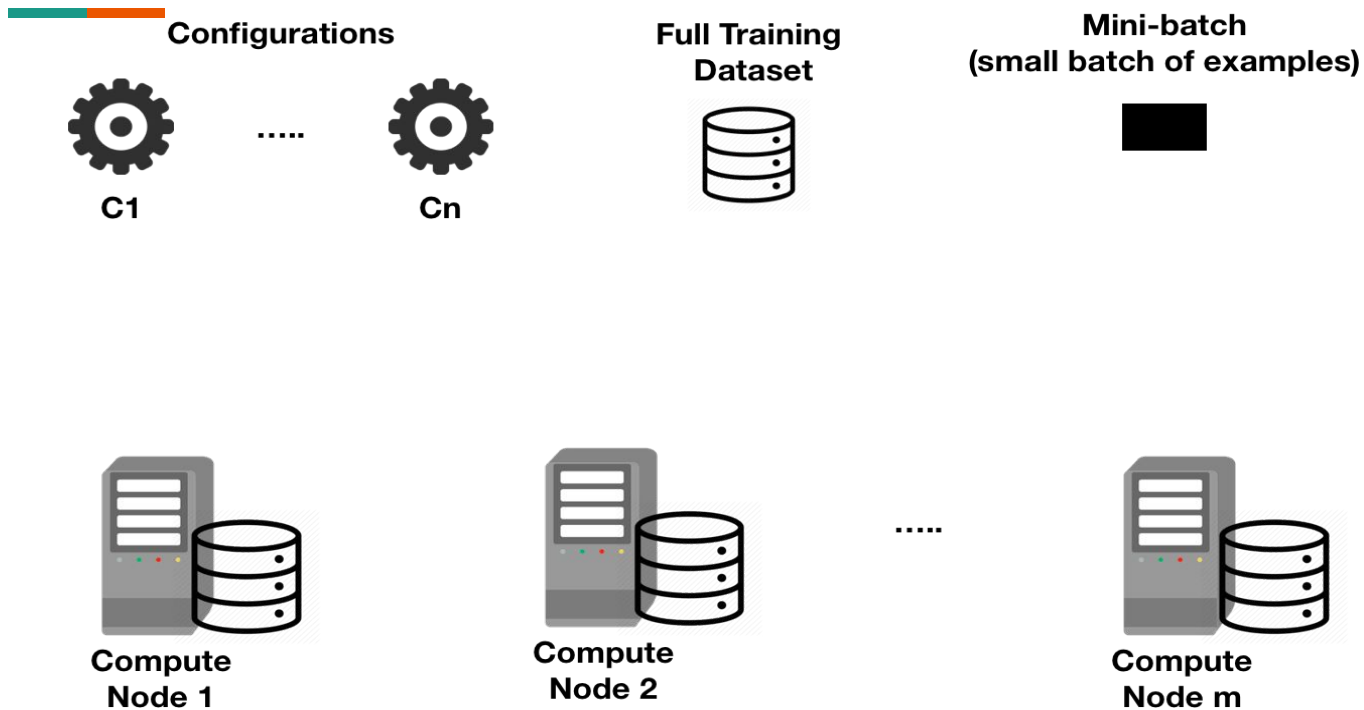 Configurations
Full Training
Dataset
Mini-batch
(small batch of examples)
.....
C1
Cn
.....
Compute
Node 1
Compute
Node 2
Compute
Node m